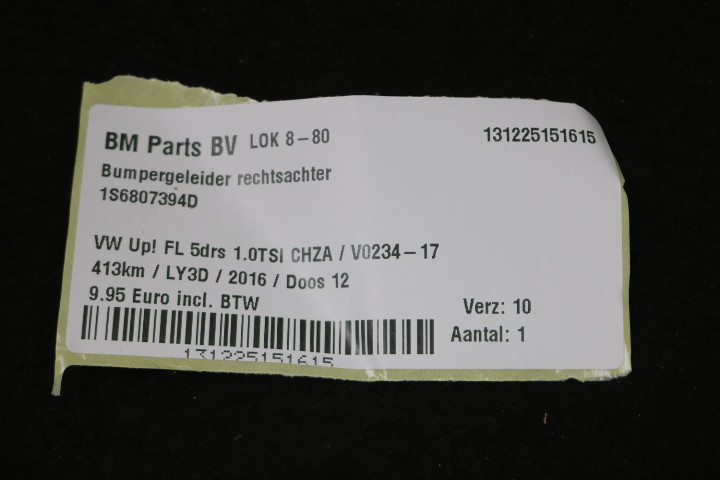 BM Parts BV LOK 8-80 131225151615
Bumpergeleider rechtsachter
1S6807394D
VW Up! FL 5drs 1.0TSI CHZA / V0234-17
413km / LY3D / 2016 / Doos 12
9.95 Euro incl. BTW Verz: 10
Aantal: 1
131225151615